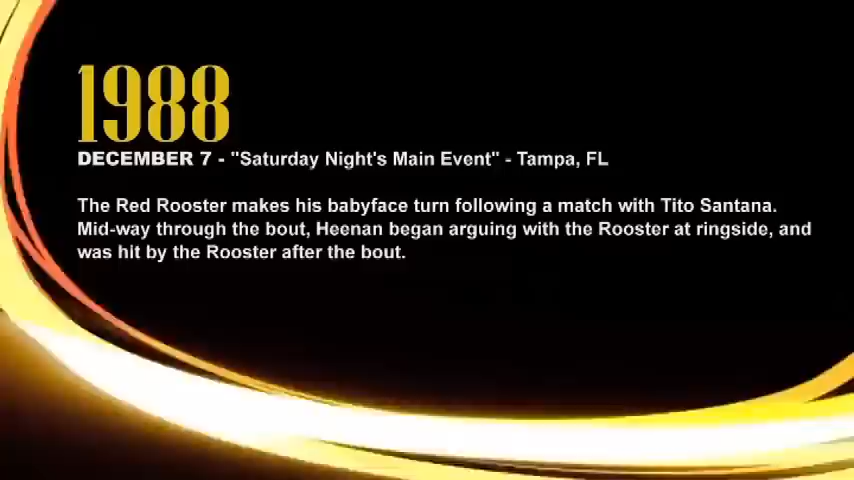 1988
DECEMBER 7 - "Saturday Night's Main Event" - Tampa, FL
The Red Rooster makes his babyface turn following a match with Tito Santana.
Mid-way through the bout, Heenan began arguing with the Rooster at ringside, and
was hit by the Rooster after the bout.